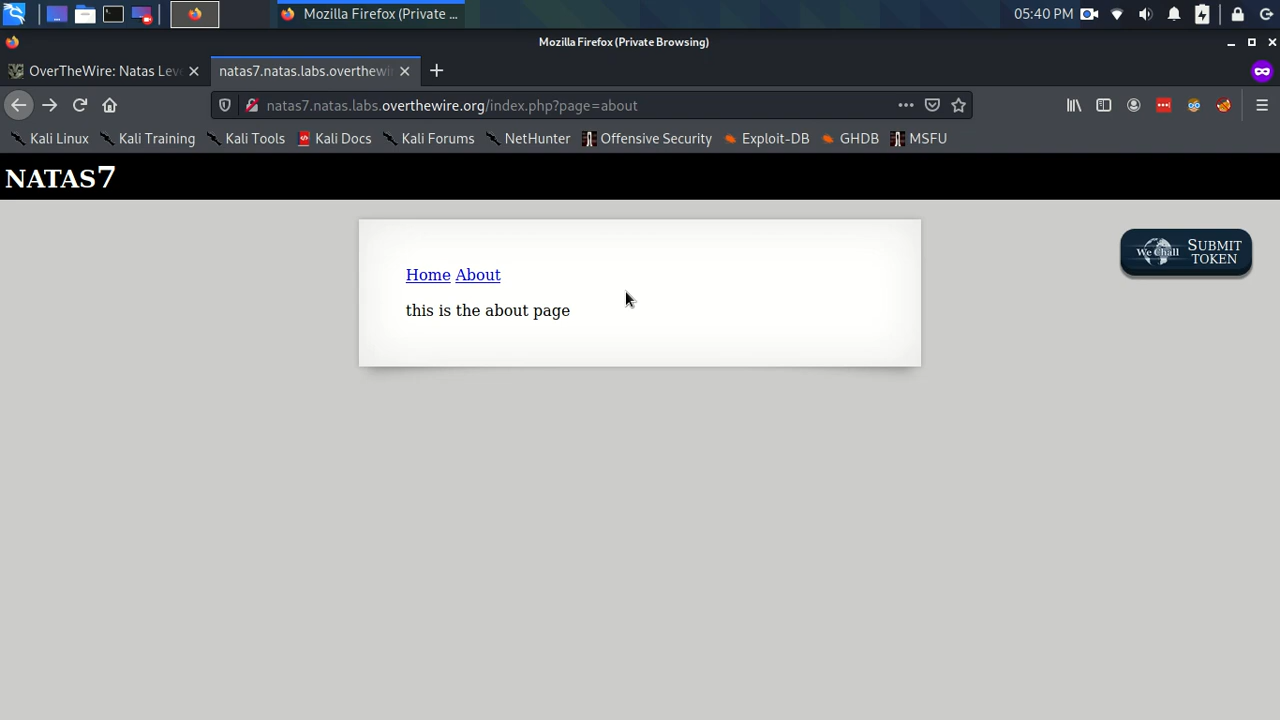 Mozilla Firefox (Private ...
05:40 PM
Mozilla Firefox (Private Browsing)
OverTheWire: Natas Lev
natas7.natas.labs.overthewi
natas7.natas.labs.overthewire.org/index.php?page=about
Kali Linux Kali Training Kali Tools Kali Docs Kali Forums NetHunter Offensive Security Exploit-DB GHDB MSFU
NATAS7
Home About
this is the about page
We Chall SUBMIT
TOKEN